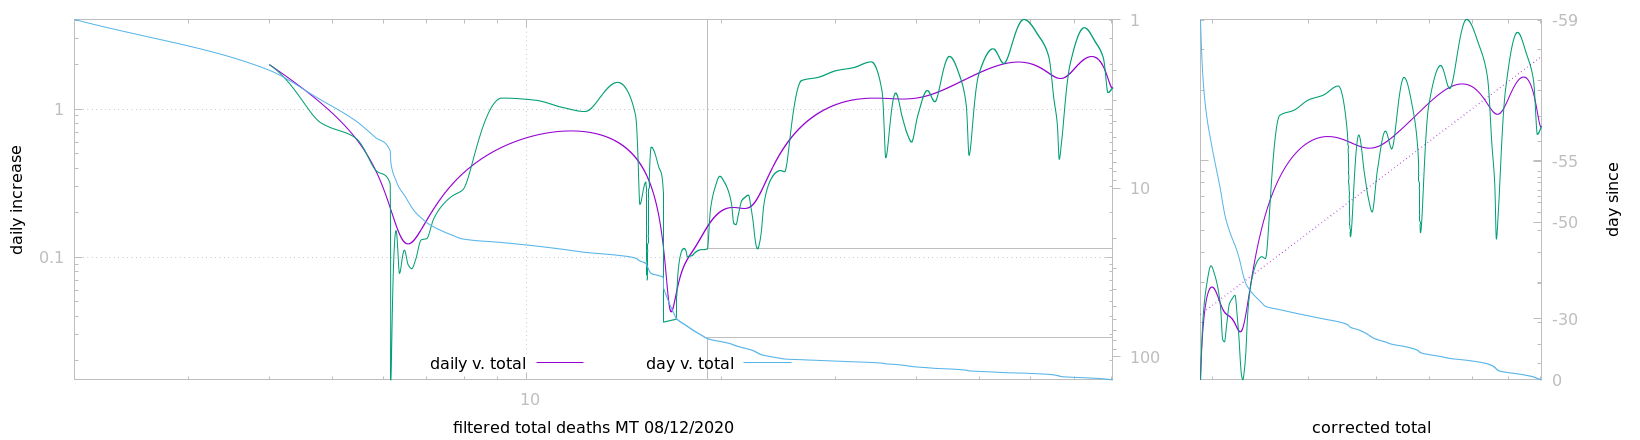 daily increase
1
0.1
10
1
10
100
daily v. total
day v. total
filtered total deaths MT 08/12/2020
-59
-55
-50
-30
0
day since
corrected total